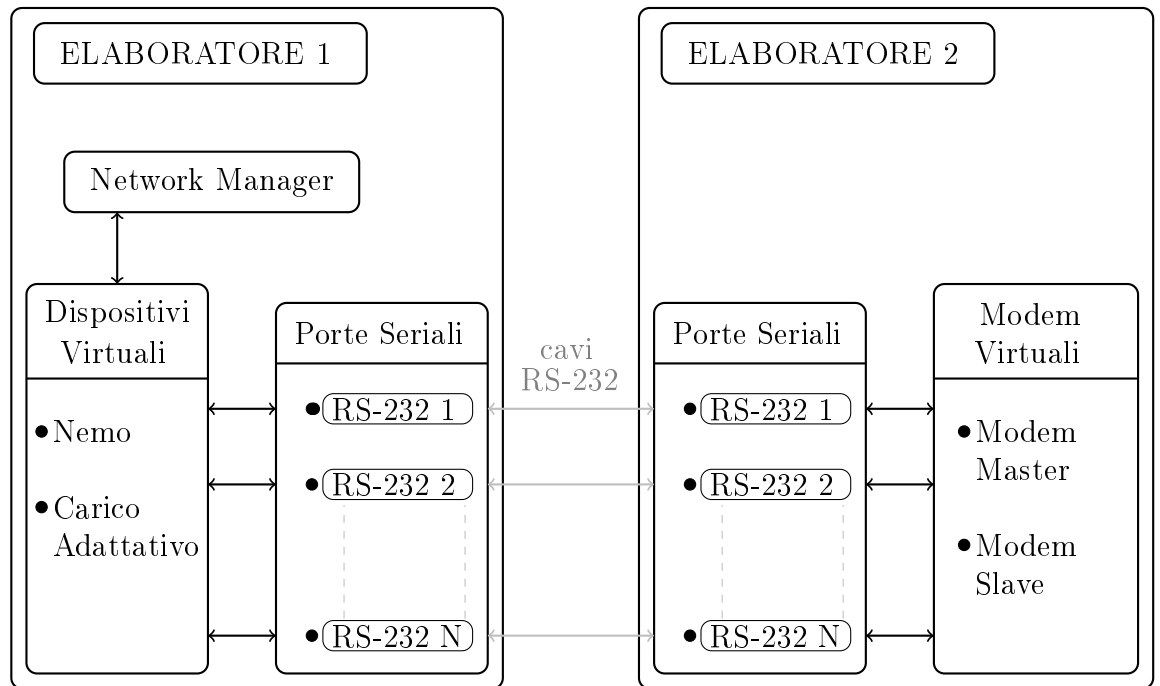 ELABORATORE 1
Network Manager
Dispositivi
Virtuali
Nemo
Carico
Adattativo
Porte Seriali
RS-232 1
RS-232 2
RS-232 N
cavi
RS-232
ELABORATORE 2
Porte Seriali
RS-232 1
RS-232 2
RS-232 N
Modem
Virtuali
Modem
Master
Modem
Slave